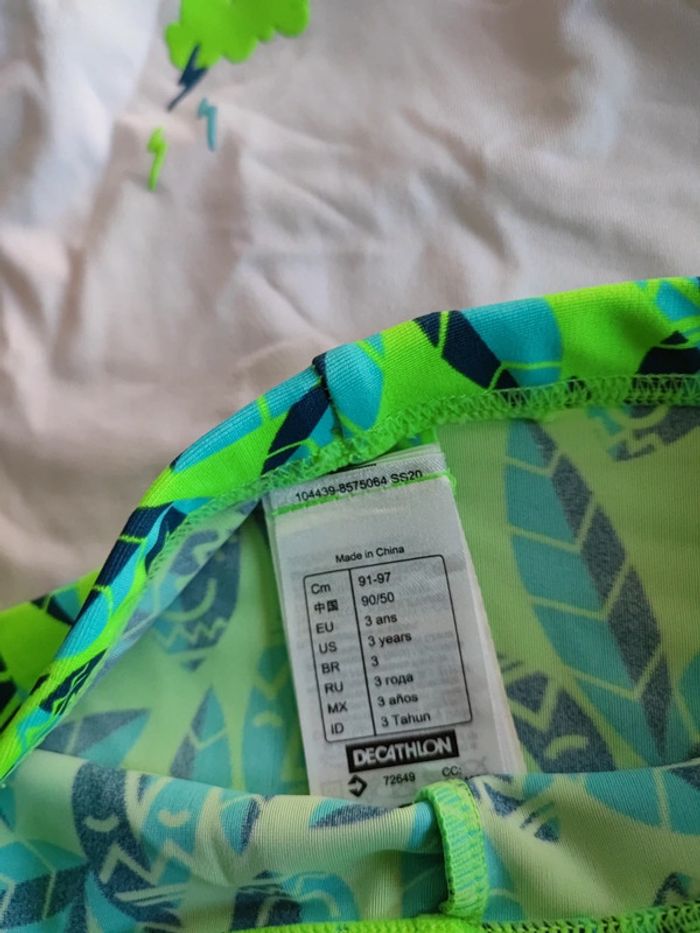 104439-8575064 SS20
Made in China
Cm 91-97
中国 90/50
EU 3 ans
US 3 years
BR 3
RU 3 года
MX 3 años
ID 3 Tahun
DECATHLON
72649 CC: